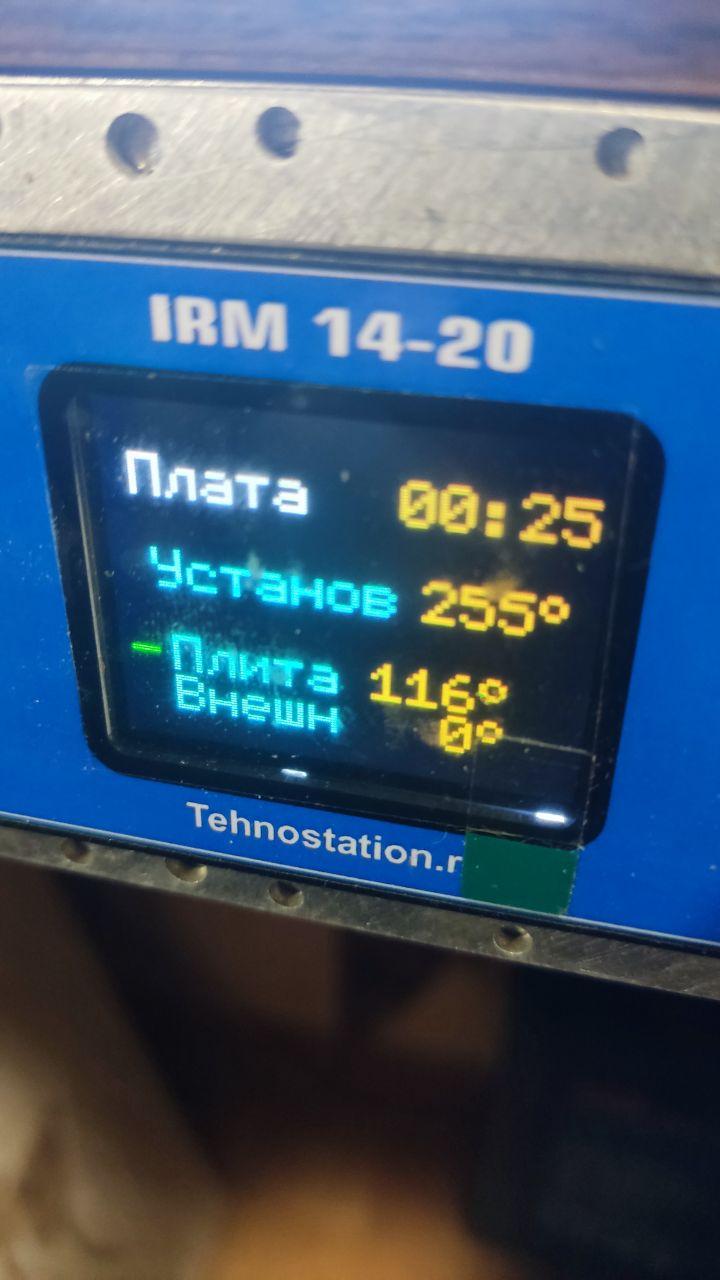 IRM 14-20
Плата 00:25
Установ 255°
Плита 116°
Внешн 0°
Tehnostation.r